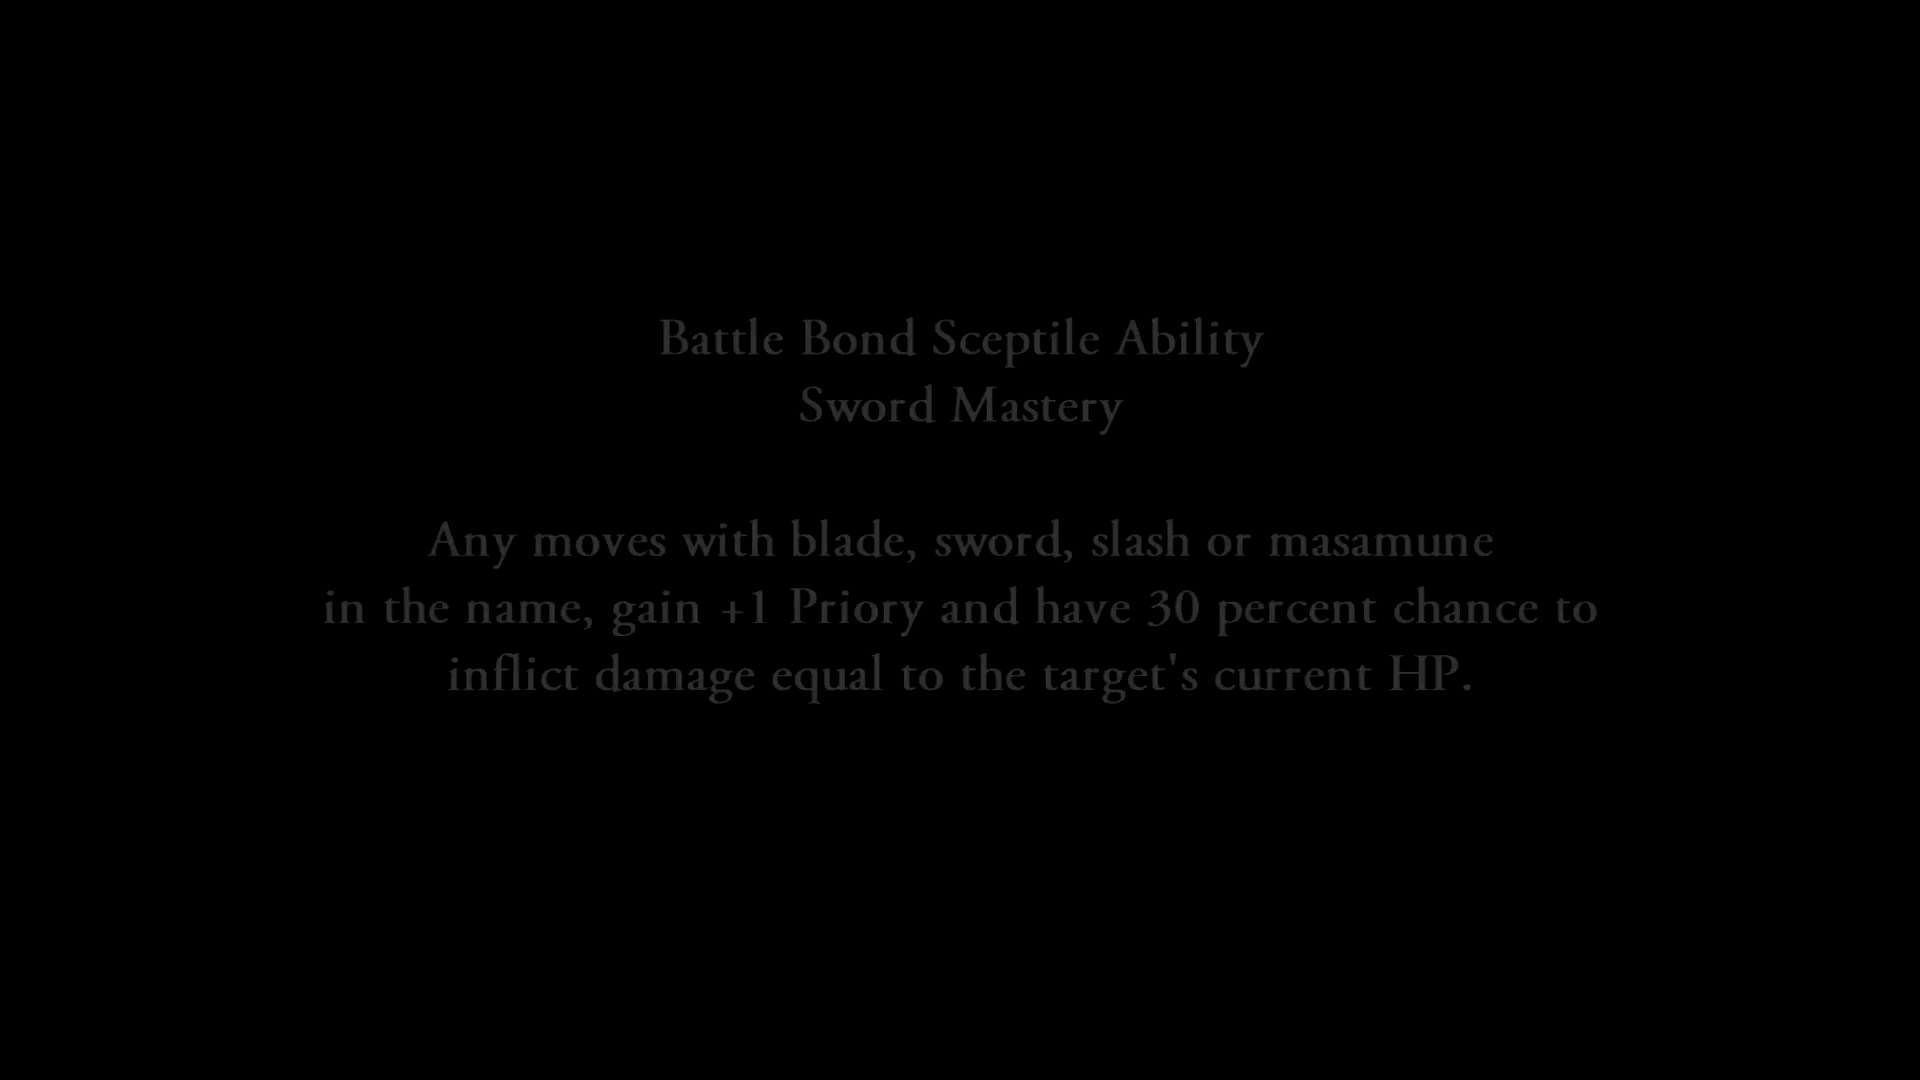 Battle Bond Sceptile Ability
Sword Mastery
Any moves with blade, sword, slash or masamune
in the name, gain +1 Priory and have 30 percent chance to
inflict damage equal to the target's current HP.